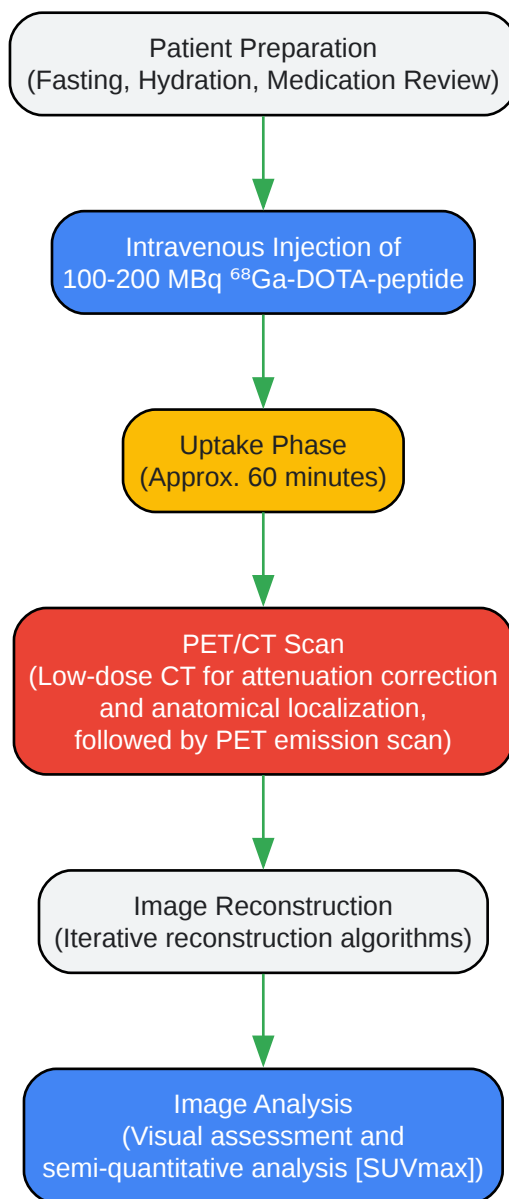 Patient Preparation
(Fasting, Hydration, Medication Review)
Intravenous Injection of
100-200 MBq ⁶⁸Ga-DOTA-peptide
Uptake Phase
(Approx. 60 minutes)
PET/CT Scan
(Low-dose CT for attenuation correction
and anatomical localization,
followed by PET emission scan)
Image Reconstruction
(Iterative reconstruction algorithms)
Image Analysis
(Visual assessment and
semi-quantitative analysis [SUVmax])